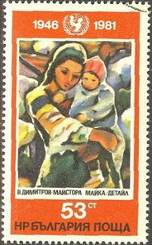 1946 1981
В.ДИМИТРОВ-МАЙСТОРА МАЙКА-ДЕТАЙЛ
53 СТ
НР БЪЛГАРИЯ ПОЩА